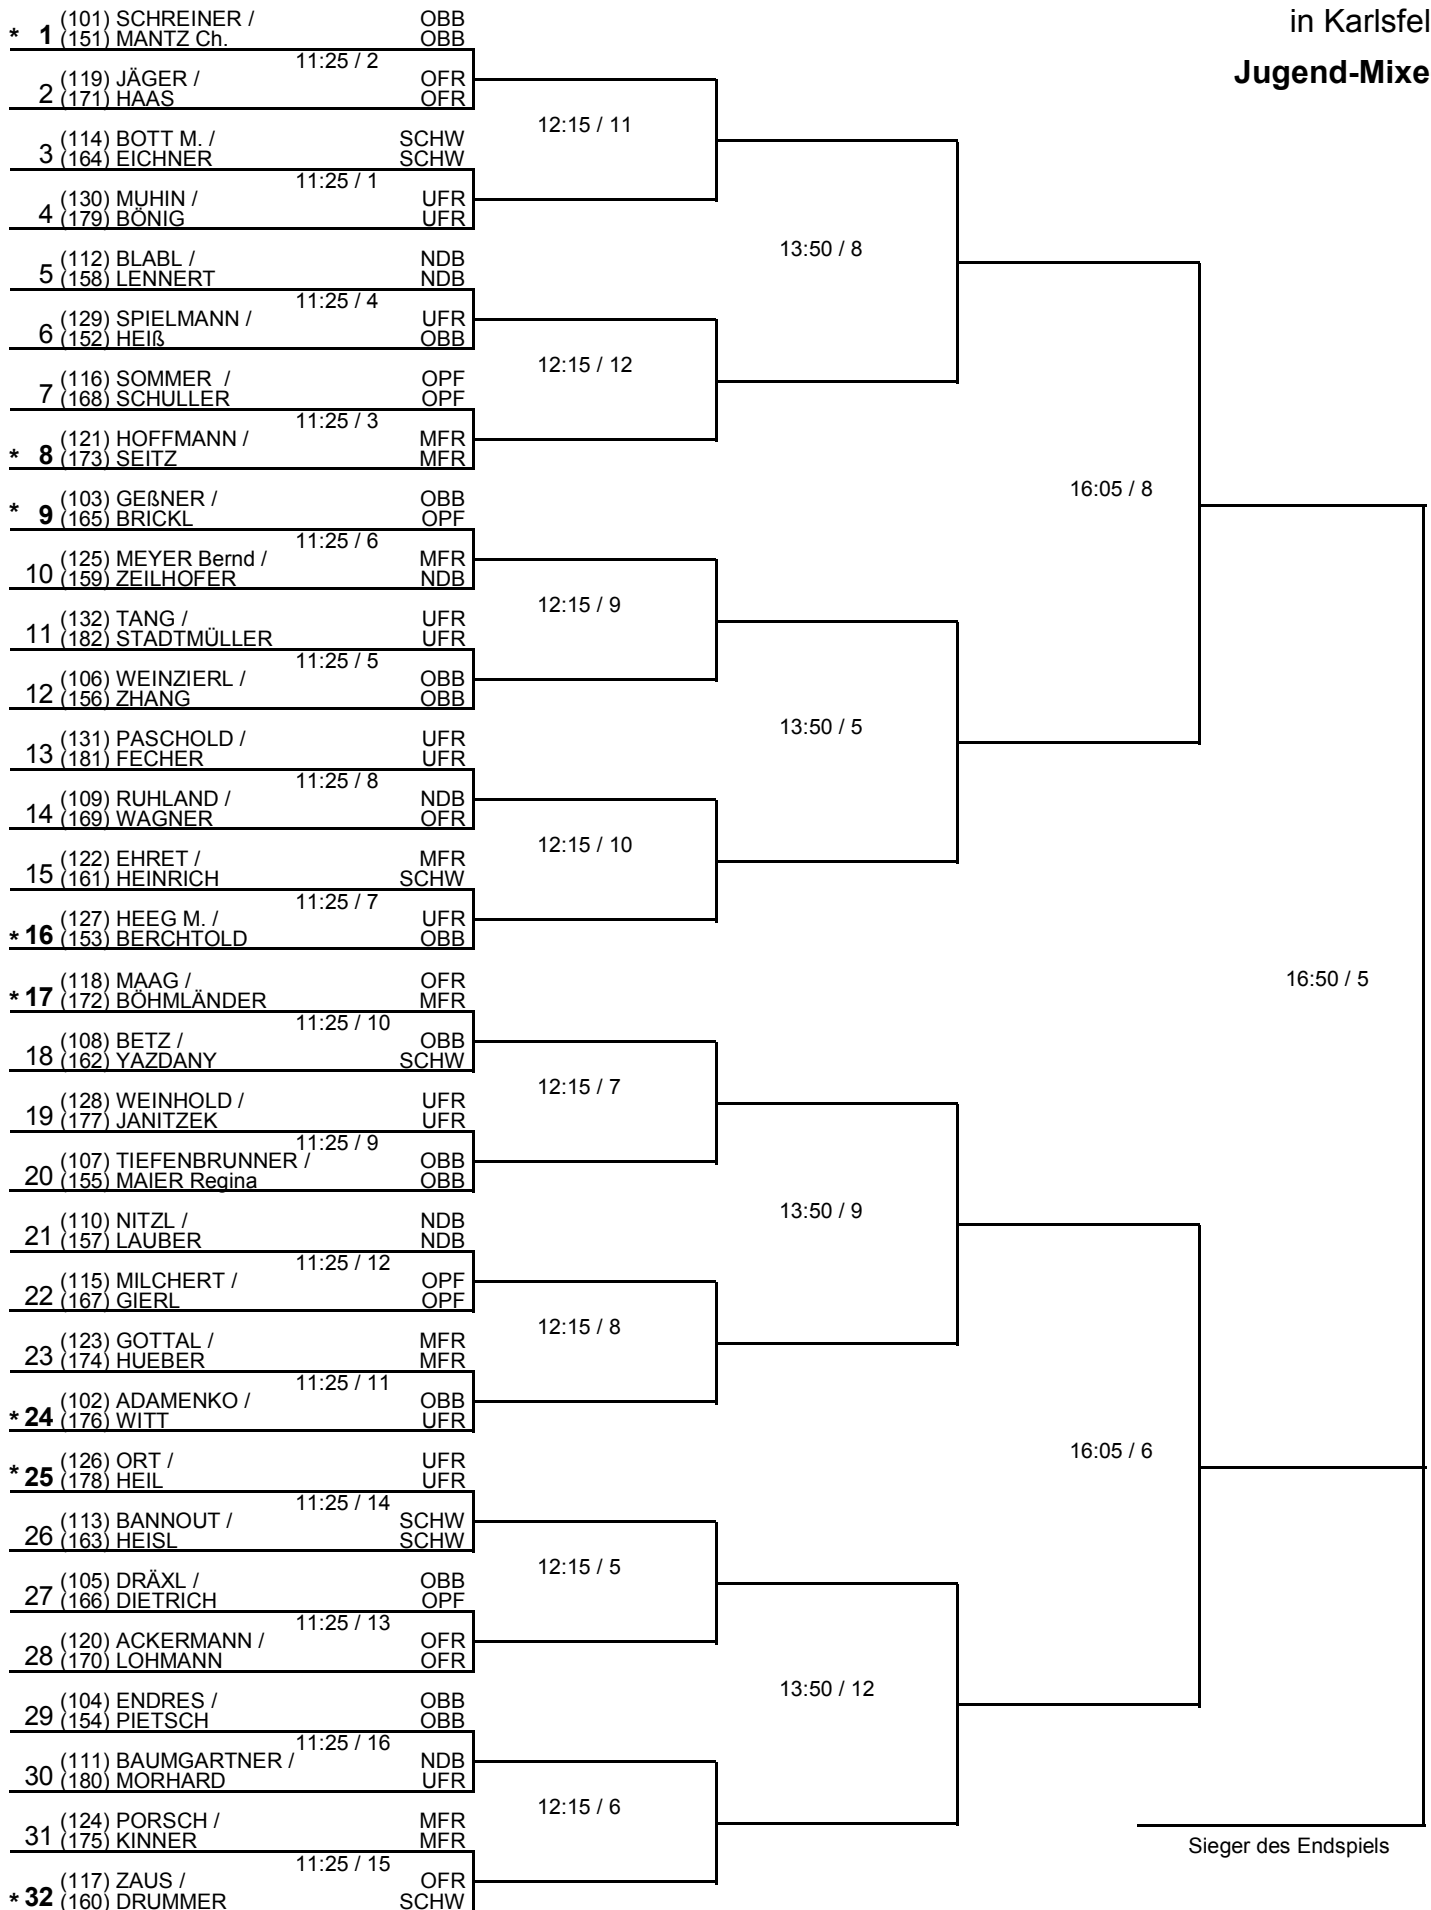 in Karlsfel
Jugend-Mixe
* 1 (101) SCHREINER / OBB
(151) MANTZ Ch. OBB
11:25 / 2
2 (119) JÄGER / OFR
(171) HAAS OFR
12:15 / 11
3 (114) BOTT M. / SCHW
(164) EICHNER SCHW
11:25 / 1
4 (130) MUHIN / UFR
(179) BÖNIG UFR
13:50 / 8
5 (112) BLABL / NDB
(158) LENNERT NDB
11:25 / 4
6 (129) SPIELMANN / UFR
(152) HEIß OBB
12:15 / 12
7 (116) SOMMER / OPF
(168) SCHULLER OPF
11:25 / 3
* 8 (121) HOFFMANN / MFR
(173) SEITZ MFR
16:05 / 8
* 9 (103) GEßNER / OBB
(165) BRICKL OPF
11:25 / 6
10 (125) MEYER Bernd / MFR
(159) ZEILHOFER NDB
12:15 / 9
11 (132) TANG / UFR
(182) STADTMÜLLER UFR
11:25 / 5
12 (106) WEINZIERL / OBB
(156) ZHANG OBB
13:50 / 5
13 (131) PASCHOLD / UFR
(181) FECHER UFR
11:25 / 8
14 (109) RUHLAND / NDB
(169) WAGNER OFR
12:15 / 10
15 (122) EHRET / MFR
(161) HEINRICH SCHW
11:25 / 7
* 16 (127) HEEG M. / UFR
(153) BERCHTOLD OBB
16:50 / 5
* 17 (118) MAAG / OFR
(172) BÖHMLÄNDER MFR
11:25 / 10
18 (108) BETZ / OBB
(162) YAZDANY SCHW
12:15 / 7
19 (128) WEINHOLD / UFR
(177) JANITZEK UFR
11:25 / 9
20 (107) TIEFENBRUNNER / OBB
(155) MAIER Regina OBB
13:50 / 9
21 (110) NITZL / NDB
(157) LAUBER NDB
11:25 / 12
22 (115) MILCHERT / OPF
(167) GIERL OPF
12:15 / 8
23 (123) GOTTAL / MFR
(174) HUEBER MFR
11:25 / 11
* 24 (102) ADAMENKO / OBB
(176) WITT UFR
16:05 / 6
* 25 (126) ORT / UFR
(178) HEIL UFR
11:25 / 14
26 (113) BANNOUT / SCHW
(163) HEISL SCHW
12:15 / 5
27 (105) DRÄXL / OBB
(166) DIETRICH OPF
11:25 / 13
28 (120) ACKERMANN / OFR
(170) LOHMANN OFR
13:50 / 12
29 (104) ENDRES / OBB
(154) PIETSCH OBB
11:25 / 16
30 (111) BAUMGARTNER / NDB
(180) MORHARD UFR
12:15 / 6
31 (124) PORSCH / MFR
(175) KINNER MFR
Sieger des Endspiels
11:25 / 15
* 32 (117) ZAUS / OFR
(160) DRUMMER SCHW